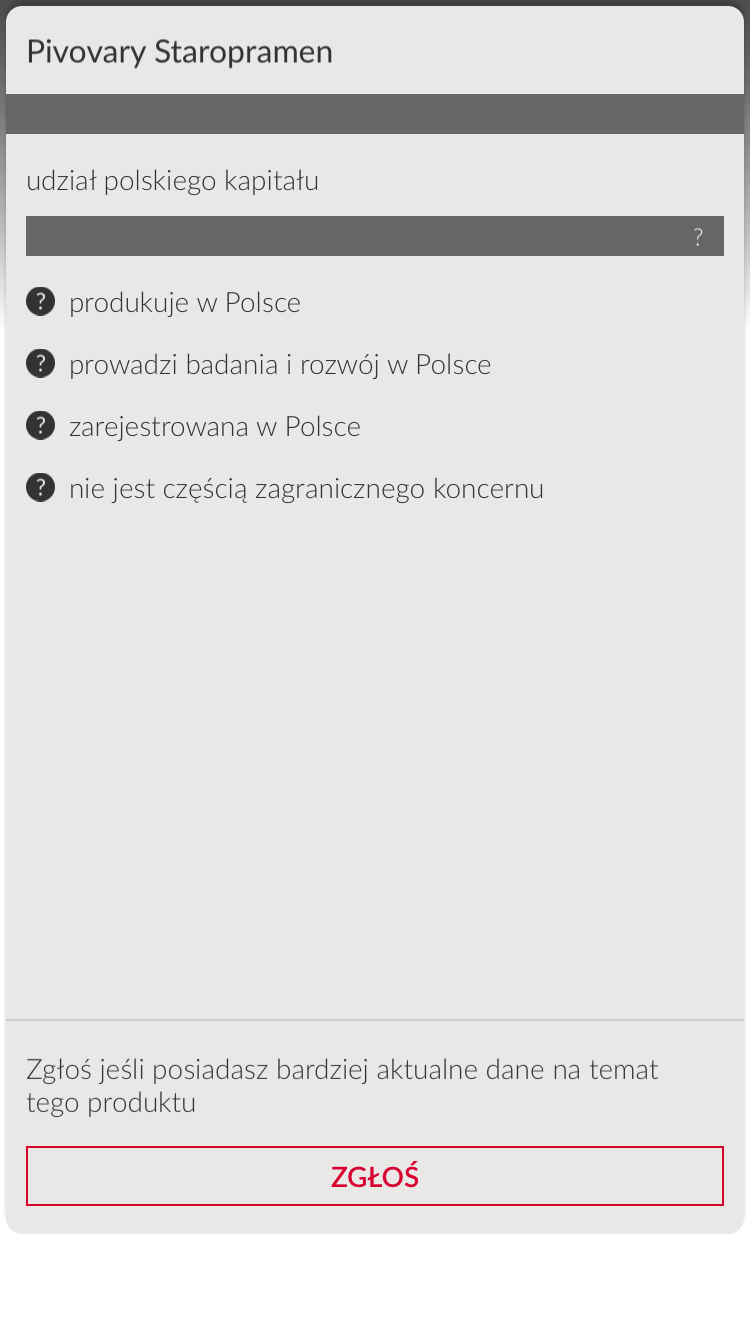 Pivovary Staropramen
udział polskiego kapitału
?
? produkuje w Polsce
? prowadzi badania i rozwój w Polsce
? zarejestrowana w Polsce
? nie jest częścią zagranicznego koncernu
Zgłoś jeśli posiadasz bardziej aktualne dane na temat
tego produktu
ZGŁOŚ